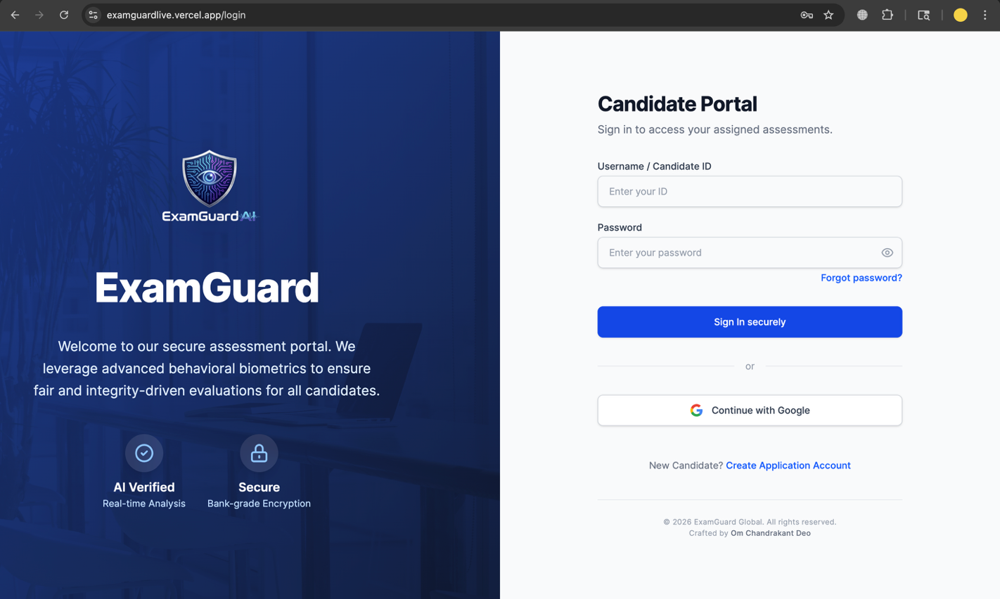 examguardlive.vercel.app/login
ExamGuard AI
ExamGuard
Welcome to our secure assessment portal. We
leverage advanced behavioral biometrics to ensure
fair and integrity-driven evaluations for all candidates.
AI Verified
Real-time Analysis
Secure
Bank-grade Encryption
Candidate Portal
Sign in to access your assigned assessments.
Username / Candidate ID
Enter your ID
Password
Enter your password
Forgot password?
Sign In securely
or
Continue with Google
New Candidate? Create Application Account
© 2026 ExamGuard Global. All rights reserved.
Crafted by Om Chandrakant Deo